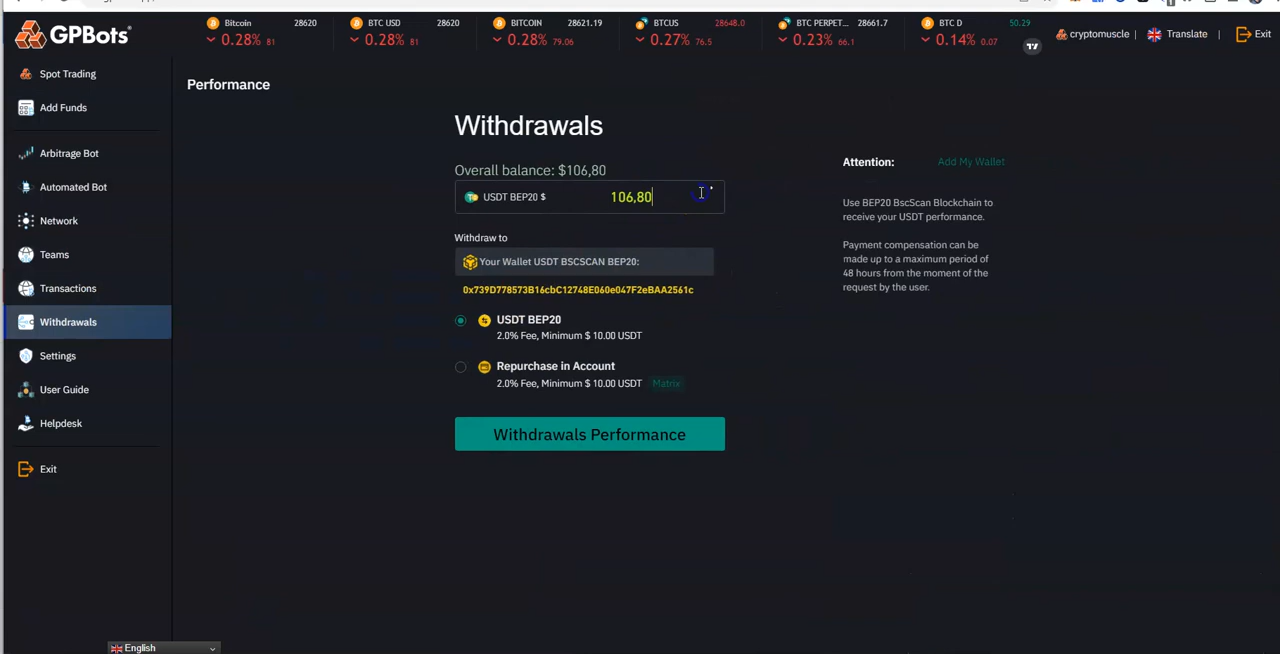 GPBots®
Bitcoin 28620
0.28% 81
BTC USD 28620
0.28% 81
BITCOIN 28621.19
0.28% 79.06
BTCUS 28648.0
0.27% 76.5
BTC PERPET... 28661.7
0.23% 66.1
BTC D 50.29
0.14% 0.07
cryptomuscle |
Translate |
Exit
Spot Trading
Add Funds
Arbitrage Bot
Automated Bot
Network
Teams
Transactions
Withdrawals
Settings
User Guide
Helpdesk
Exit
English
Performance
Withdrawals
Overall balance: $106,80
USDT BEP20 $ 106,80
Withdraw to
Your Wallet USDT BSCSCAN BEP20:
0x739D778573B16cbC12748E060e047F2eBAA2561c
USDT BEP20
2.0% Fee, Minimum $ 10.00 USDT
Repurchase in Account
2.0% Fee, Minimum $ 10.00 USDT Matrix
Withdrawals Performance
Attention: Add My Wallet
Use BEP20 BscScan Blockchain to
receive your USDT performance.
Payment compensation can be
made up to a maximum period of
48 hours from the moment of the
request by the user.